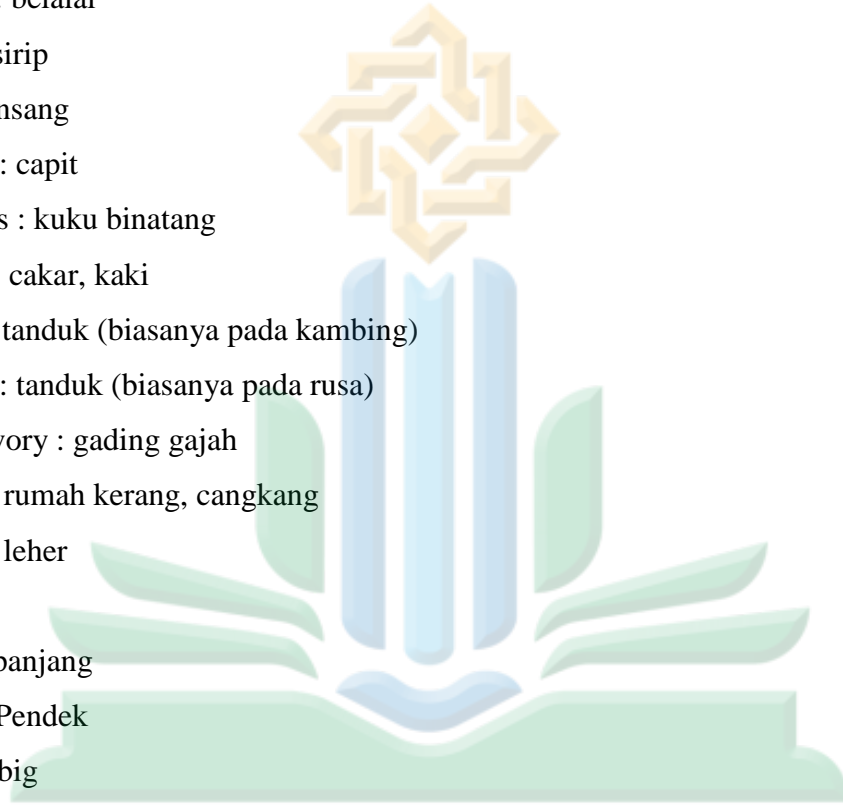 belalai
sirip
nsang
: capit
s : kuku binatang
cakar, kaki
tanduk (biasanya pada kambing)
: tanduk (biasanya pada rusa)
vory : gading gajah
rumah kerang, cangkang
leher
panjang
Pendek
big